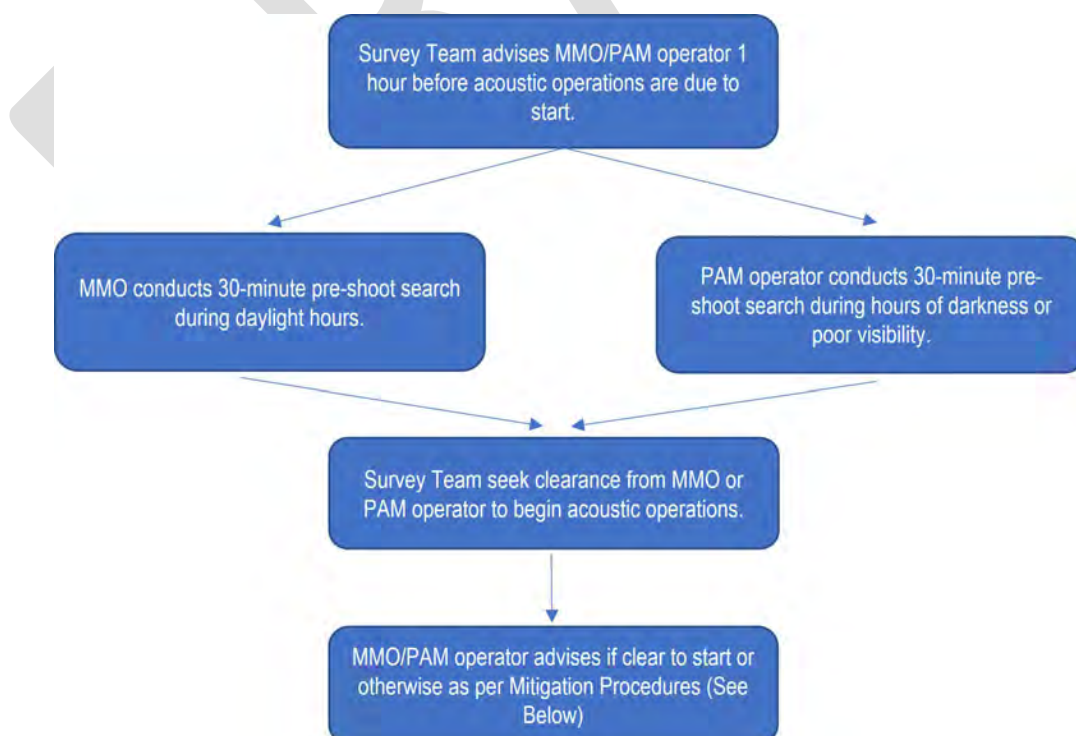 Survey Team advises MMO/PAM operator 1
hour before acoustic operations are due to
start.
MMO conducts 30-minute pre-shoot search
during daylight hours.
PAM operator conducts 30-minute pre-
shoot search during hours of darkness or
poor visibility.
Survey Team seek clearance from MMO or
PAM operator to begin acoustic operations.
MMO/PAM operator advises if clear to start or
otherwise as per Mitigation Procedures (See
Below)